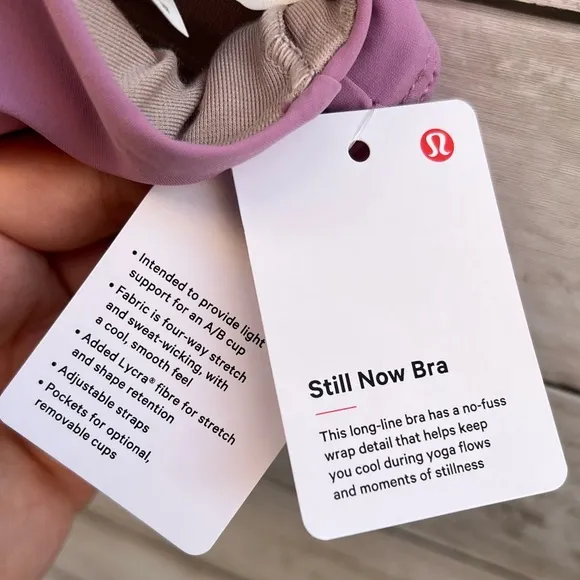 • Intended to provide light
support for an A/B cup
• Fabric is four-way stretch
and sweat-wicking, with
a cool, smooth feel
• Added Lycra® fibre for stretch
and shape retention
• Adjustable straps
• Pockets for optional,
removable cups
Still Now Bra
This long-line bra has a no-fuss
wrap detail that helps keep
you cool during yoga flows
and moments of stillness